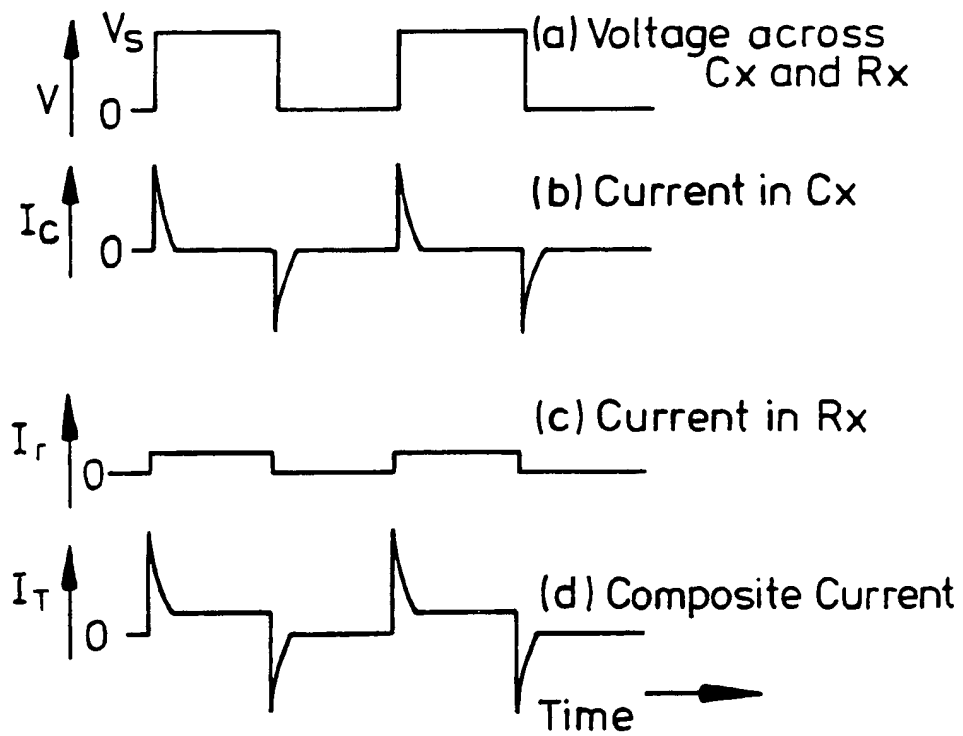 Vs
V
0
(a) Voltage across
Cx and Rx
(b) Current in Cx
IC
0
(c) Current in Rx
Ir
0
IT
0
(d) Composite Current
Time